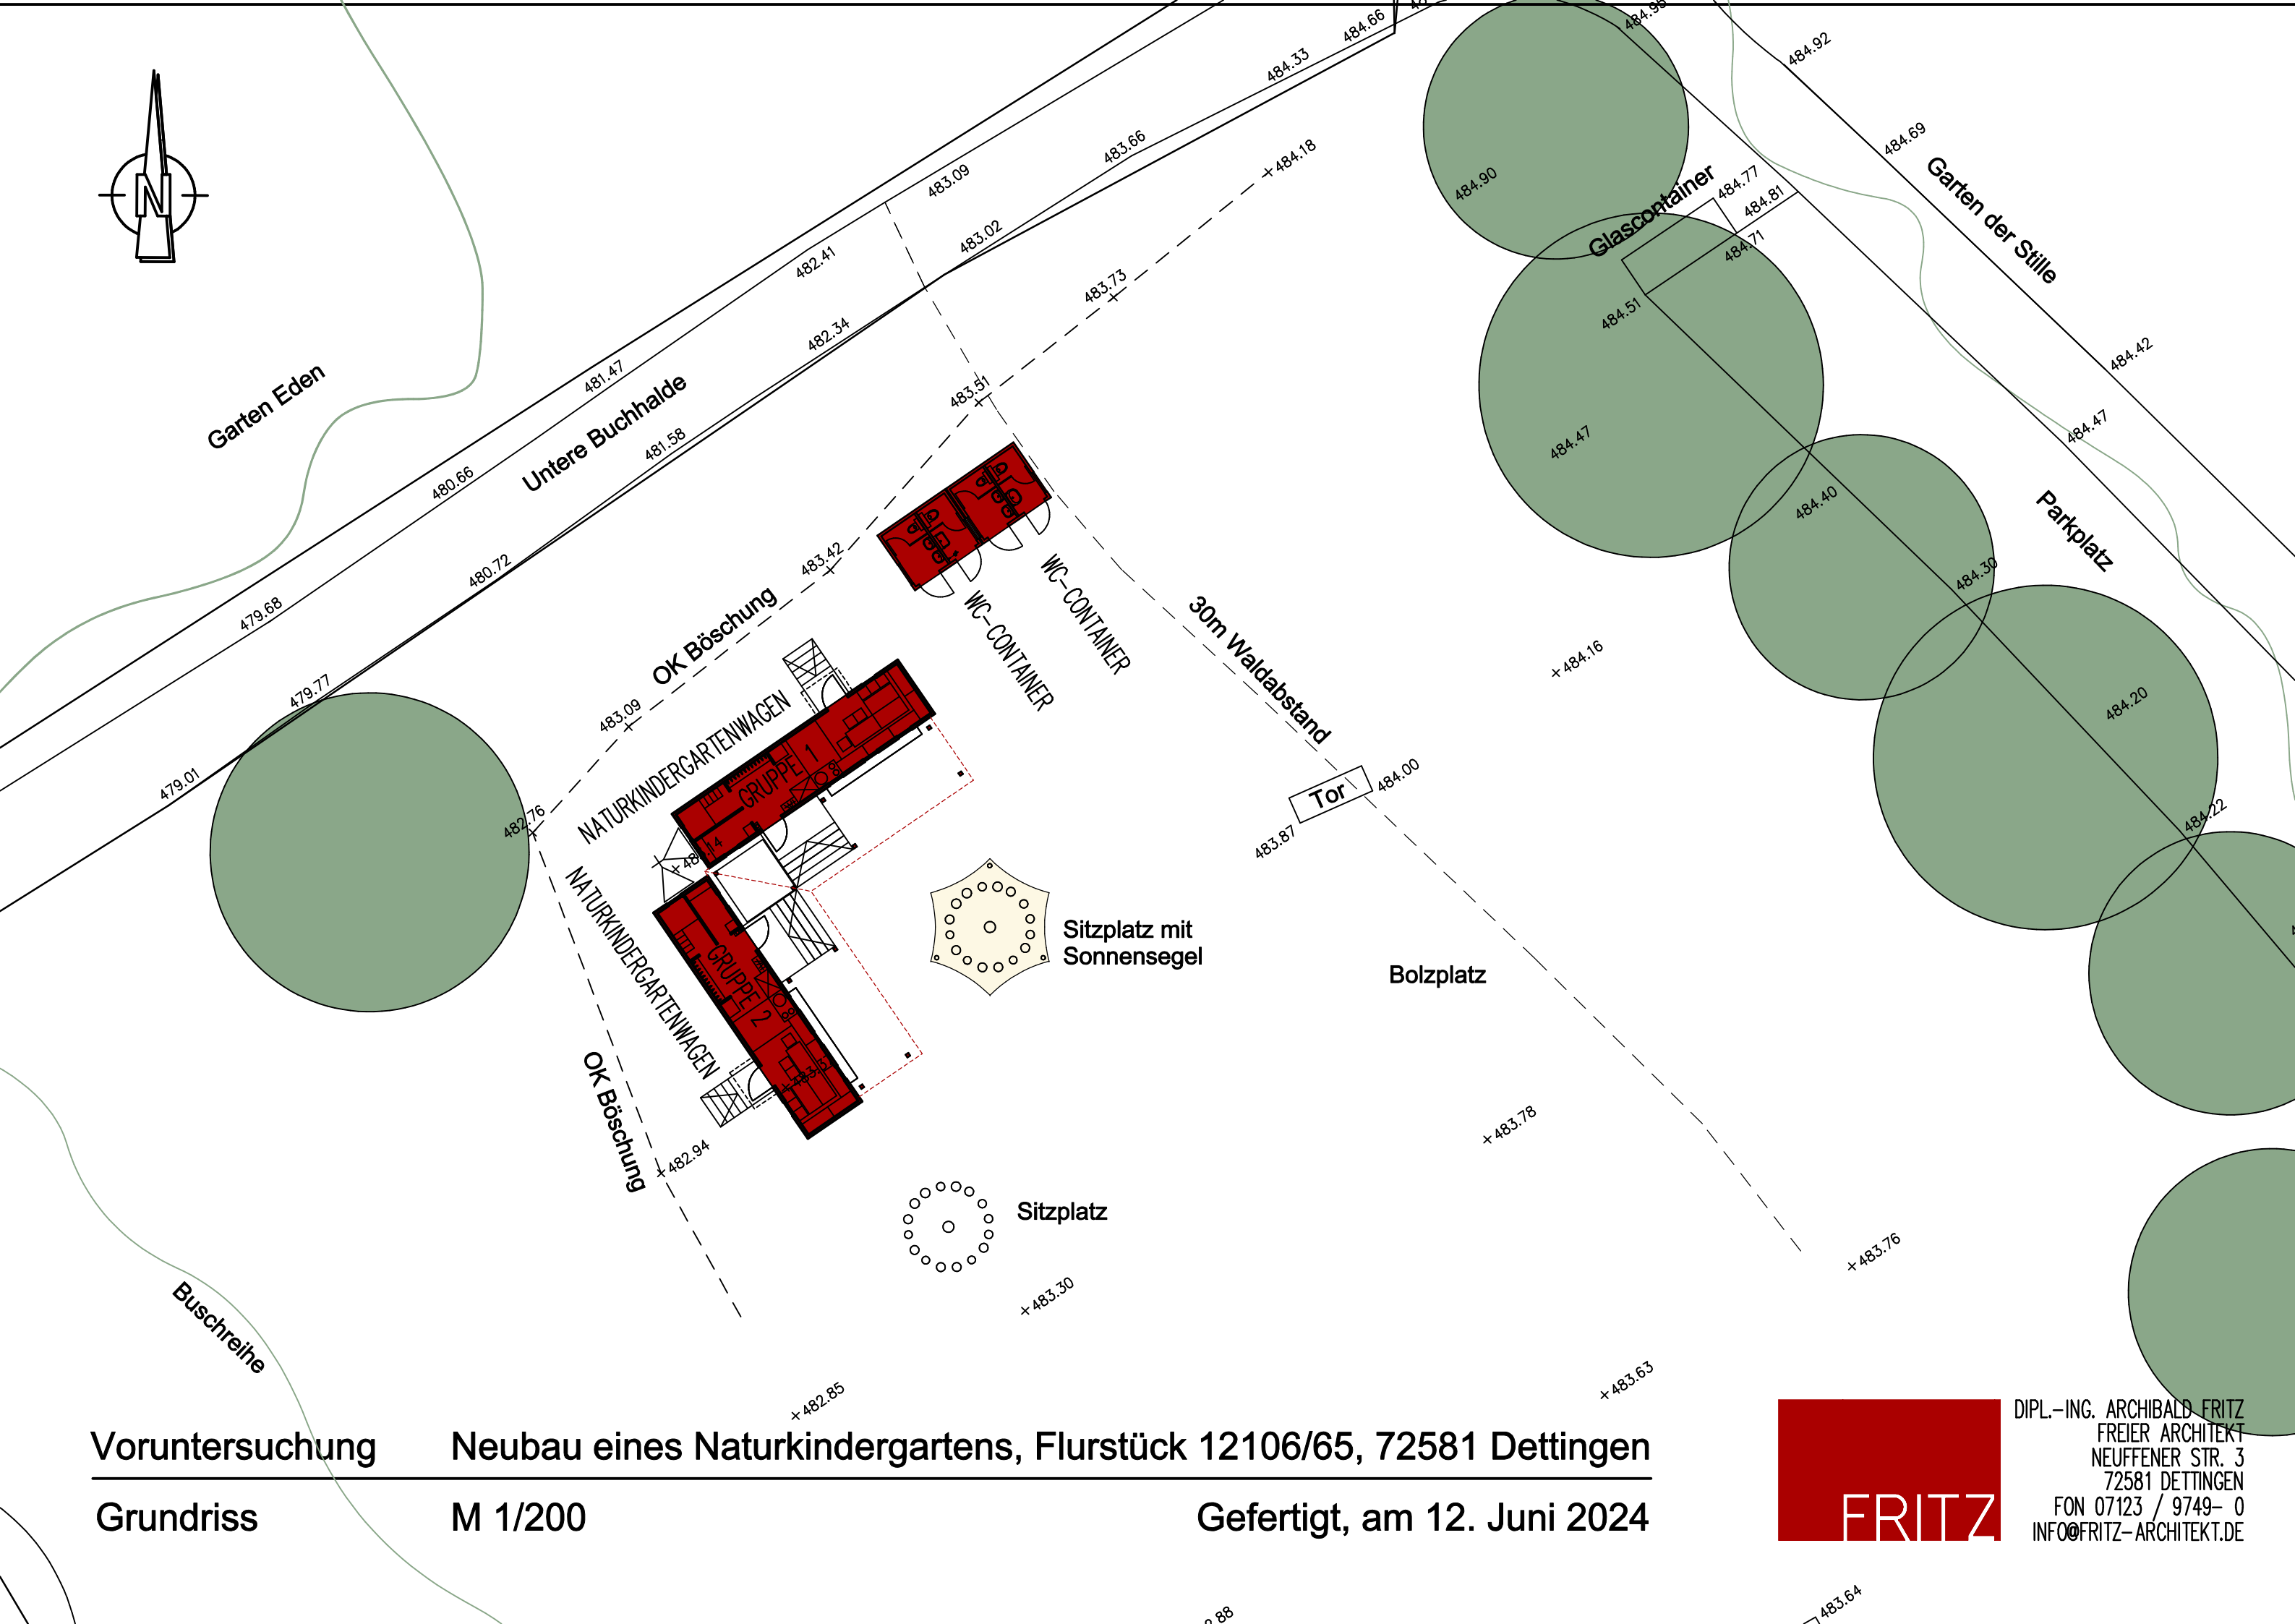 484.66
484.92
484.33
484.69
483.66
484.18
N
483.09
484.90
Glascontainer
484.77
484.81
Garten der Stille
483.02
484.71
482.41
483.73
484.51
482.34
484.42
481.47
483.51
Garten Eden
Untere Buchhalde
484.47
484.47
481.58
480.66
484.40
Parkplatz
480.72
483.42
WC-CONTAINER
WC-CONTAINER
484.30
479.68
OK Böschung
30m Waldabstand
484.16
479.77
483.09
484.20
NATURKINDERGARTENWAGEN
GRUPPE 1
479.01
Tor
484.00
482.76
483.87
484.22
NATURKINDERGARTENWAGEN
GRUPPE 2
Sitzplatz mit
Sonnensegel
Bolzplatz
OK Böschung
482.94
483.78
Sitzplatz
483.30
483.76
Buschreihe
482.85
483.63
Voruntersuchung Neubau eines Naturkindergartens, Flurstück 12106/65, 72581 Dettingen
Grundriss M 1/200 Gefertigt, am 12. Juni 2024
FRITZ
DIPL.-ING. ARCHIBALD FRITZ
FREIER ARCHITEKT
NEUFFENER STR. 3
72581 DETTINGEN
FON 07123 / 9749- 0
INFO@FRITZ-ARCHITEKT.DE
483.64